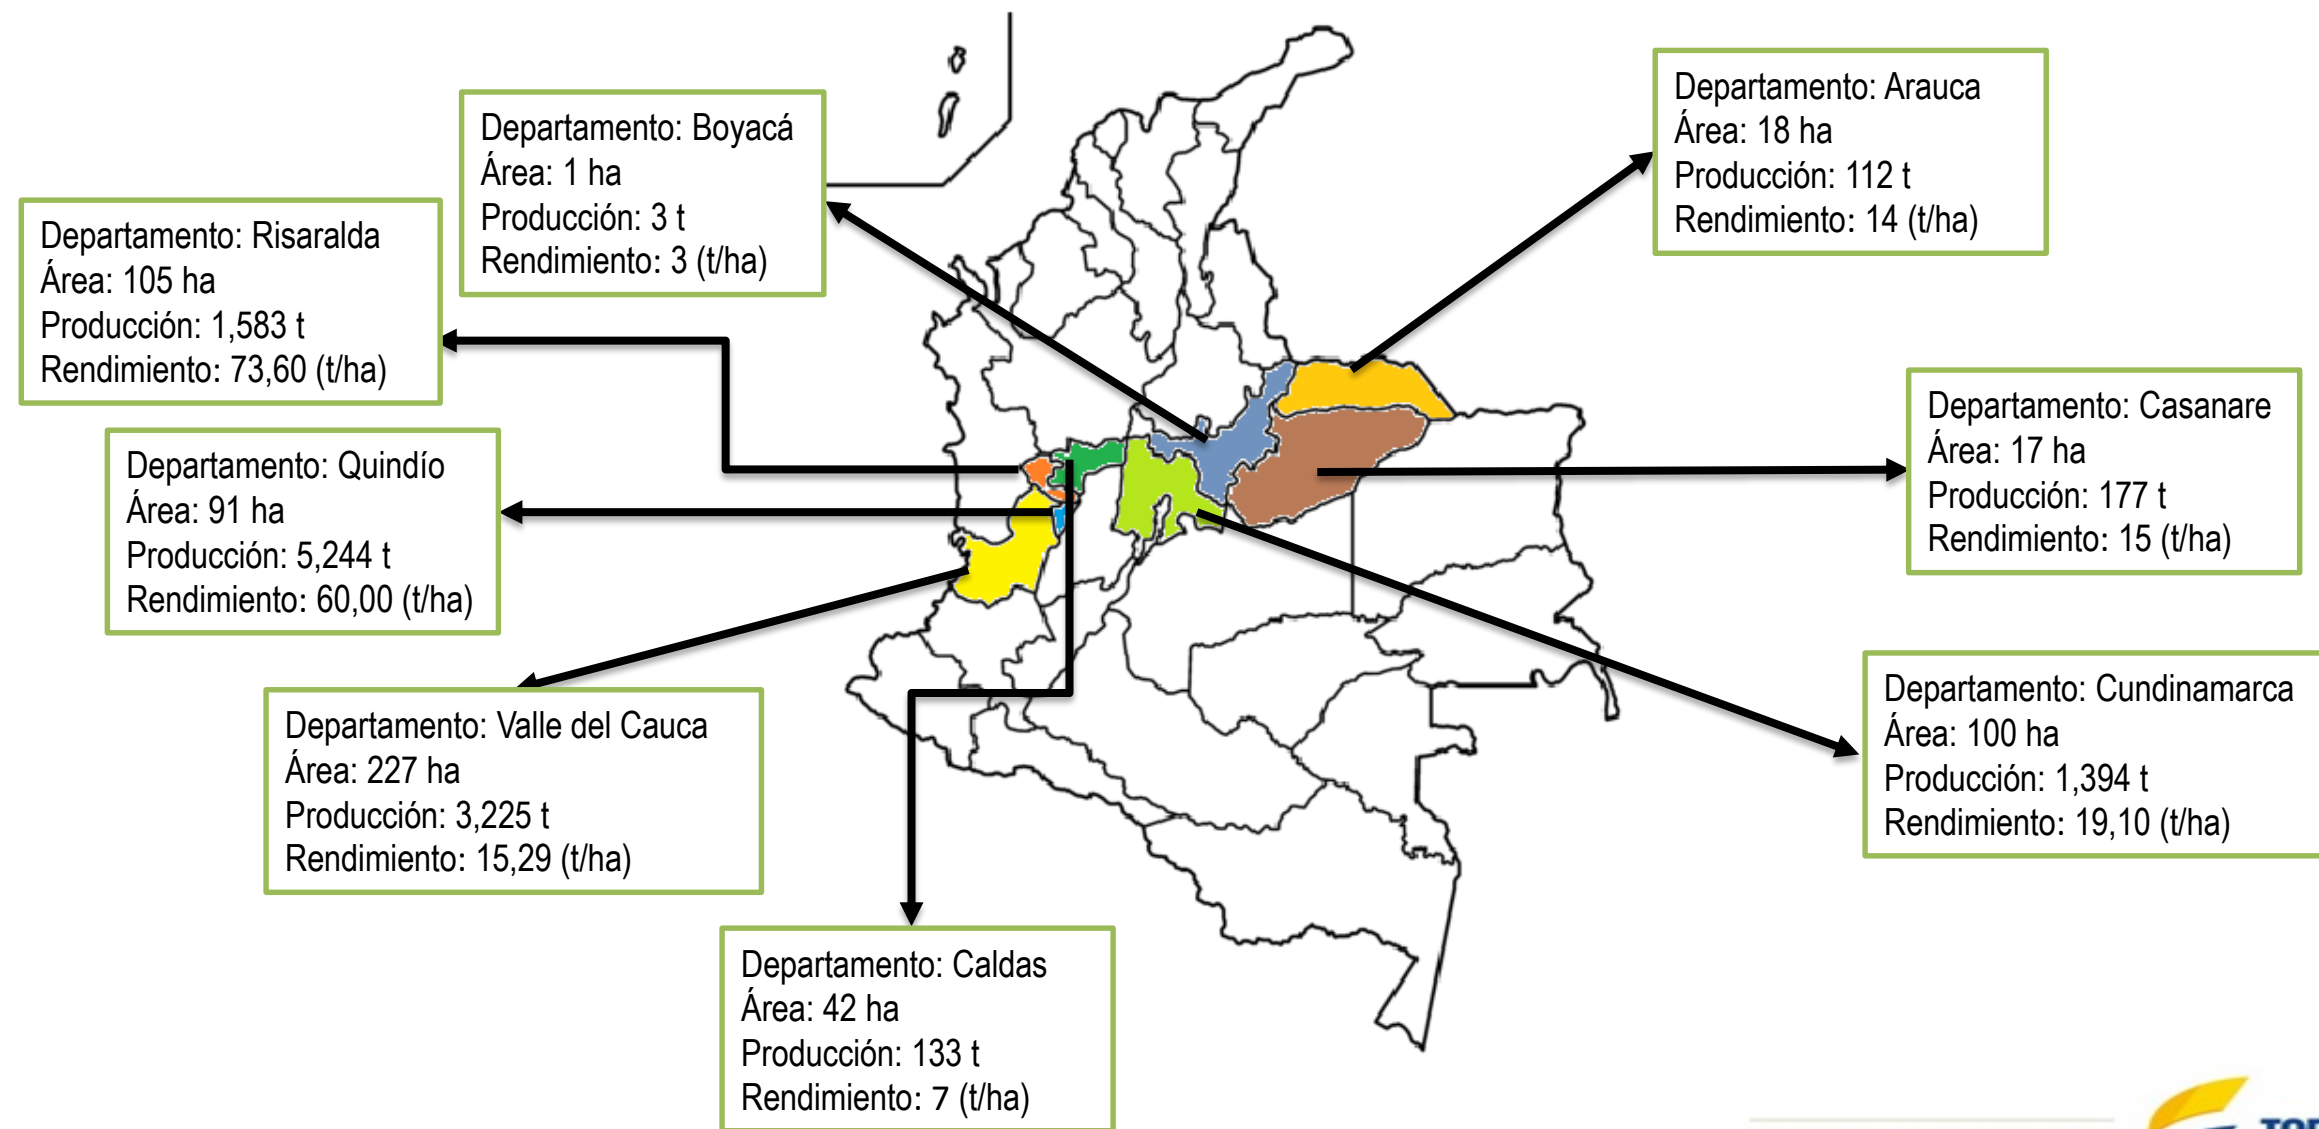 Departamento: Boyacá
Área: 1 ha
Producción: 3 t
Rendimiento: 3 (t/ha)
Departamento: Arauca
Área: 18 ha
Producción: 112 t
Rendimiento: 14 (t/ha)
Departamento: Risaralda
Área: 105 ha
Producción: 1,583 t
Rendimiento: 73,60 (t/ha)
Departamento: Casanare
Área: 17 ha
Producción: 177 t
Rendimiento: 15 (t/ha)
Departamento: Quindío
Área: 91 ha
Producción: 5,244 t
Rendimiento: 60,00 (t/ha)
Departamento: Valle del Cauca
Área: 227 ha
Producción: 3,225 t
Rendimiento: 15,29 (t/ha)
Departamento: Cundinamarca
Área: 100 ha
Producción: 1,394 t
Rendimiento: 19,10 (t/ha)
Departamento: Caldas
Área: 42 ha
Producción: 133 t
Rendimiento: 7 (t/ha)